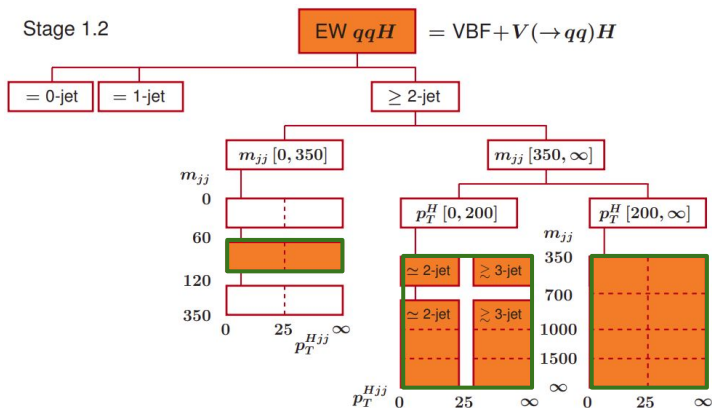 Stage 1.2
EW qqH = VBF+V(→qq)H
= 0-jet = 1-jet ≥ 2-jet
m_jj [0, 350] m_jj [350, ∞]
m_jj
0
60
120
350
0 25 ∞
p_T^Hjj
p_T^H [0, 200] p_T^H [200, ∞]
m_jj
350
700
1000
1500
∞
≃ 2-jet ≳ 3-jet
≃ 2-jet ≳ 3-jet
p_T^Hjj 0 25 ∞ 0 25 ∞